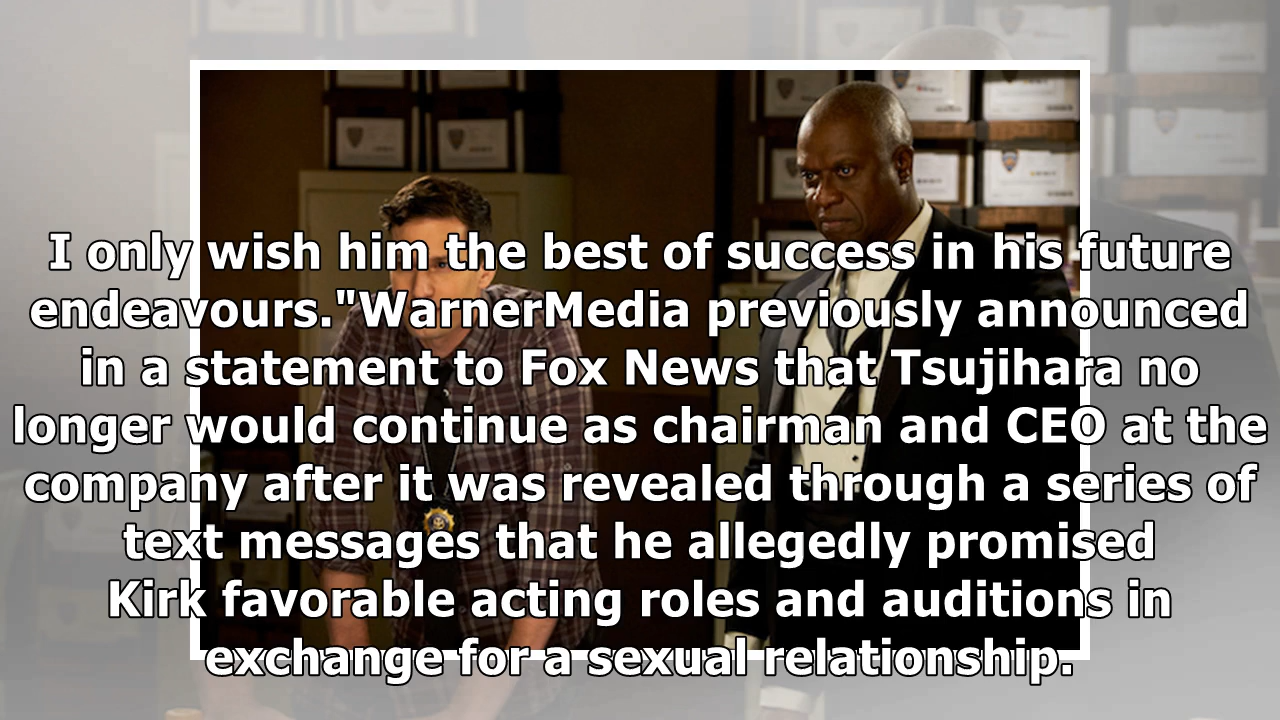 I only wish him the best of success in his future
endeavours."WarnerMedia previously announced
in a statement to Fox News that Tsujihara no
longer would continue as chairman and CEO at the
company after it was revealed through a series of
text messages that he allegedly promised
Kirk favorable acting roles and auditions in
exchange for a sexual relationship.